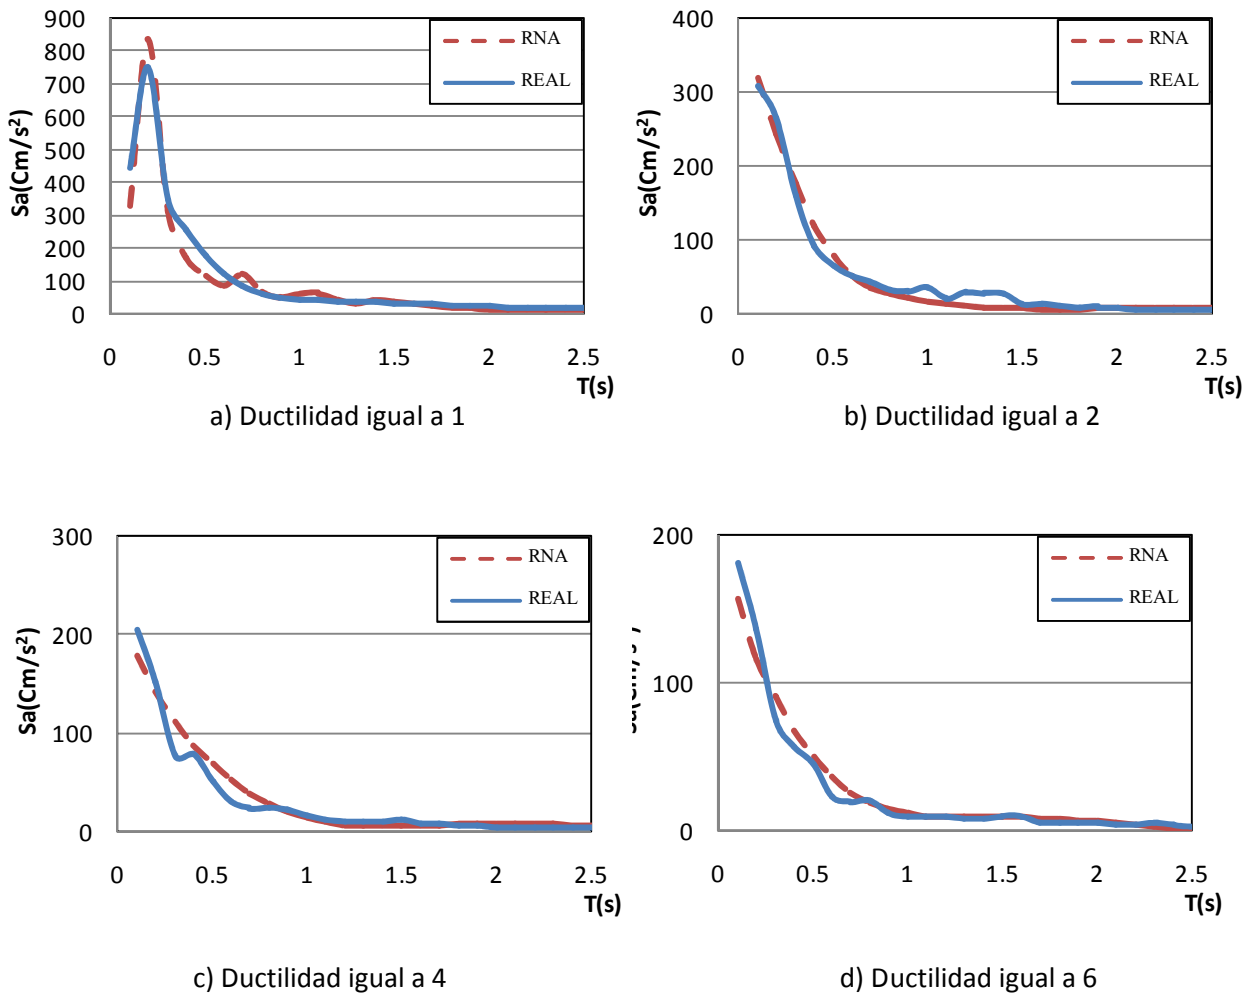 900
800
700
600
500
400
300
200
100
0
Sa(Cm/s²)
RNA
REAL
0 0.5 1 1.5 2 2.5
T(s)
a) Ductilidad igual a 1
400
300
200
100
0
Sa(Cm/s²)
RNA
REAL
0 0.5 1 1.5 2 2.5
T(s)
b) Ductilidad igual a 2
300
200
100
0
Sa(Cm/s²)
RNA
REAL
0 0.5 1 1.5 2 2.5
T(s)
c) Ductilidad igual a 4
200
100
0
Sa(Cm/s²)
RNA
REAL
0 0.5 1 1.5 2 2.5
T(s)
d) Ductilidad igual a 6